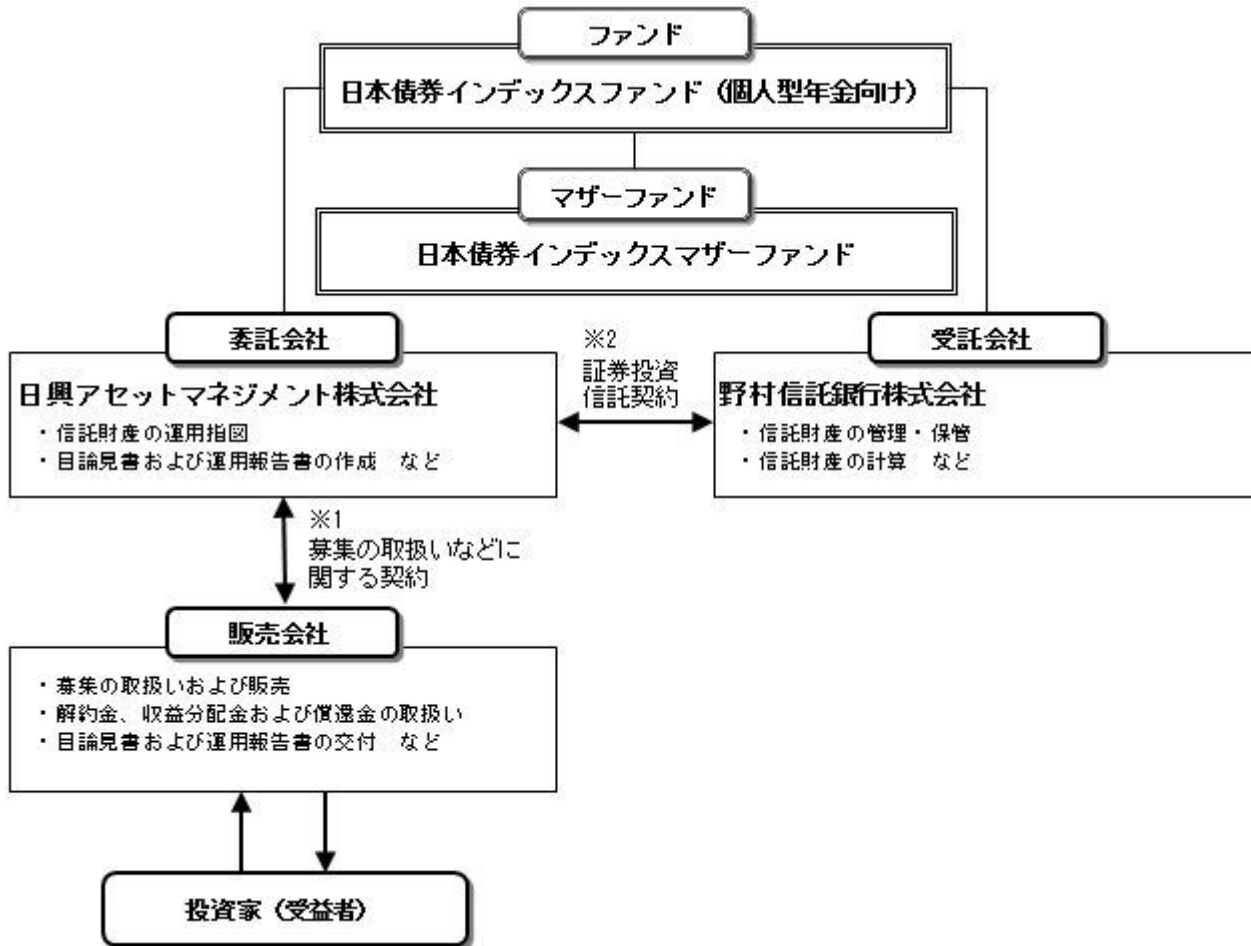 ファンド
日本債券インデックスファンド（個人型年金向け）
マザーファンド
日本債券インデックスマザーファンド
委託会社
日興アセットマネジメント株式会社
・信託財産の運用指図
・目論見書および運用報告書の作成　など
※2
証券投資
信託契約
受託会社
野村信託銀行株式会社
・信託財産の管理・保管
・信託財産の計算　など
※1
募集の取扱いなどに
関する契約
販売会社
・募集の取扱いおよび販売
・解約金、収益分配金および償還金の取扱い
・目論見書および運用報告書の交付　など
投資家（受益者）